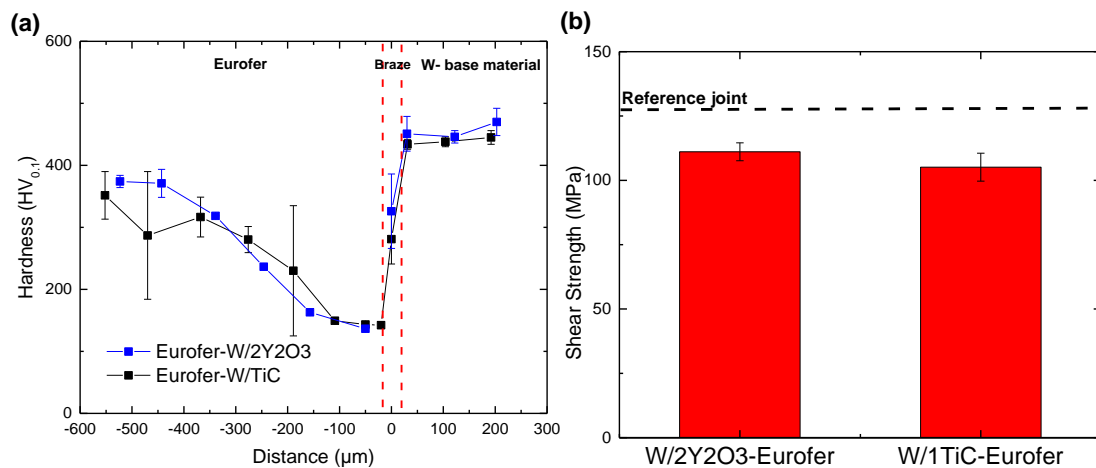 (a)
600
400
200
0
Hardness (HV0.1)
Eurofer
Braze
W- base material
Eurofer-W/2Y2O3
Eurofer-W/TiC
-600 -500 -400 -300 -200 -100 0 100 200 300
Distance (µm)
(b)
150
100
50
0
Shear Strength (MPa)
Reference joint
W/2Y2O3-Eurofer
W/1TiC-Eurofer